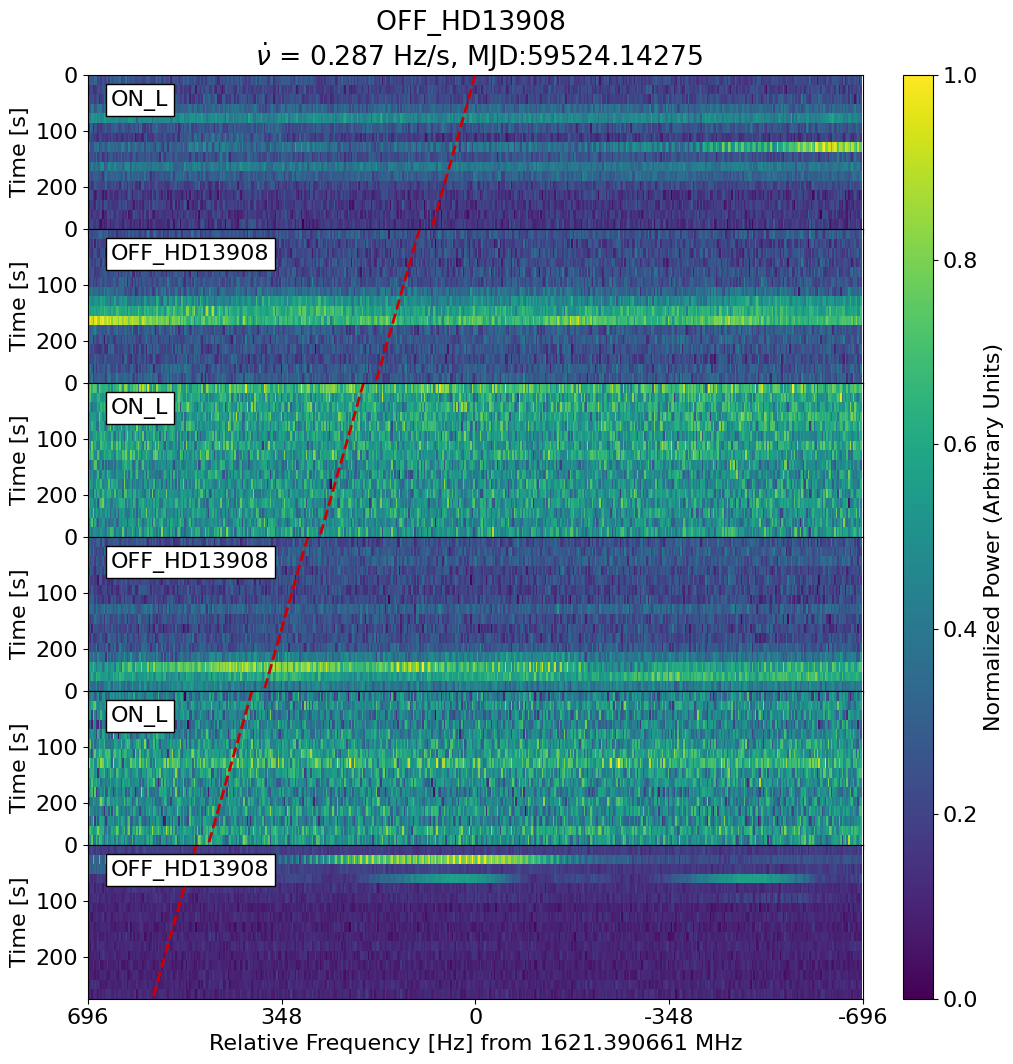 OFF_HD13908
ν̇ = 0.287 Hz/s, MJD:59524.14275
0
100
200
Time [s]
ON_L
0
100
200
Time [s]
OFF_HD13908
0
100
200
Time [s]
ON_L
0
100
200
Time [s]
OFF_HD13908
0
100
200
Time [s]
ON_L
0
100
200
Time [s]
OFF_HD13908
696 348 0 -348 -696
Relative Frequency [Hz] from 1621.390661 MHz
1.0
0.8
0.6
0.4
0.2
0.0
Normalized Power (Arbitrary Units)